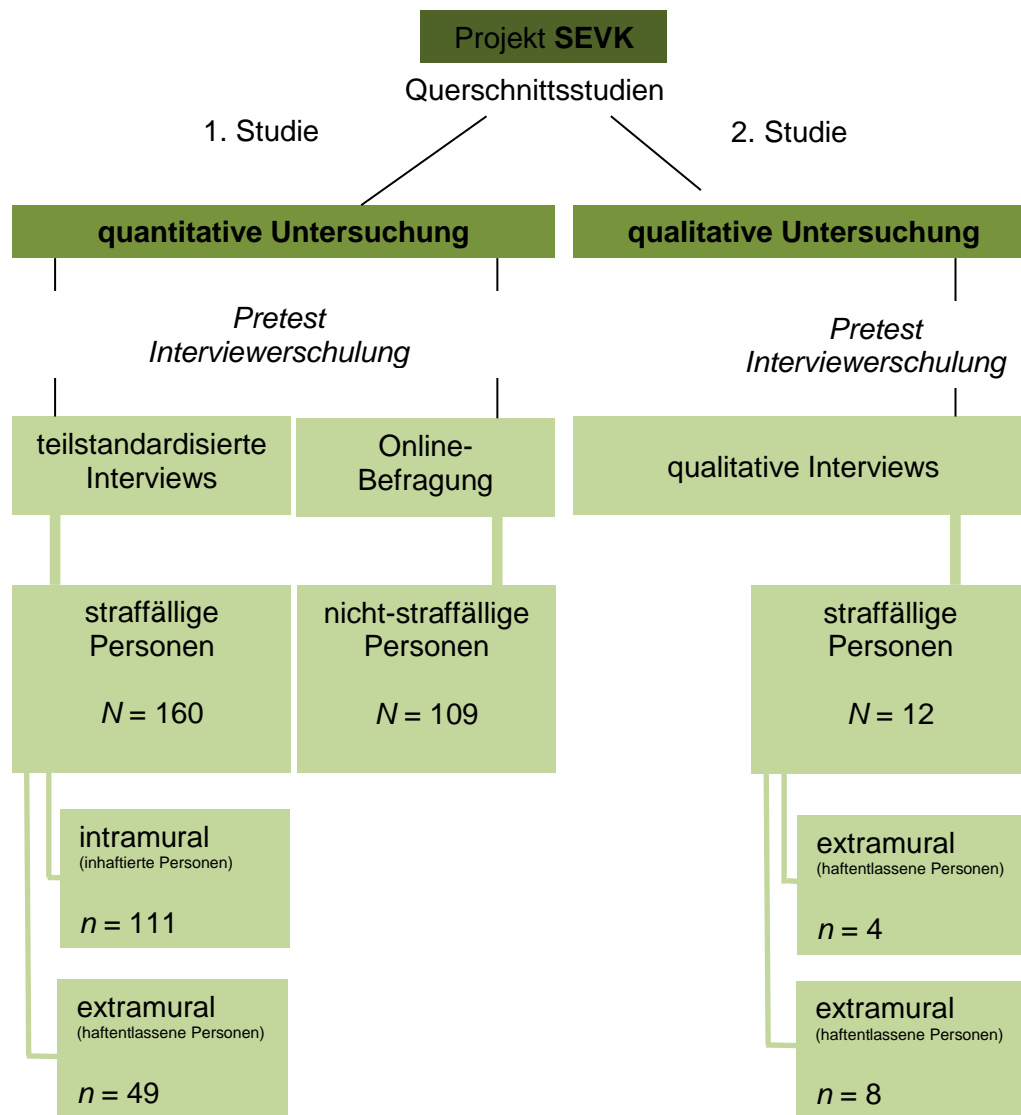 Projekt SEVK
Querschnittsstudien
1. Studie
2. Studie
quantitative Untersuchung
qualitative Untersuchung
Pretest
Interviewerschulung
Pretest
Interviewerschulung
teilstandardisierte
Interviews
Online-
Befragung
qualitative Interviews
straffällige
Personen
N = 160
nicht-straffällige
Personen
N = 109
straffällige
Personen
N = 12
intramural
(inhaftierte Personen)
n = 111
extramural
(haftentlassene Personen)
n = 49
extramural
(haftentlassene Personen)
n = 4
extramural
(haftentlassene Personen)
n = 8